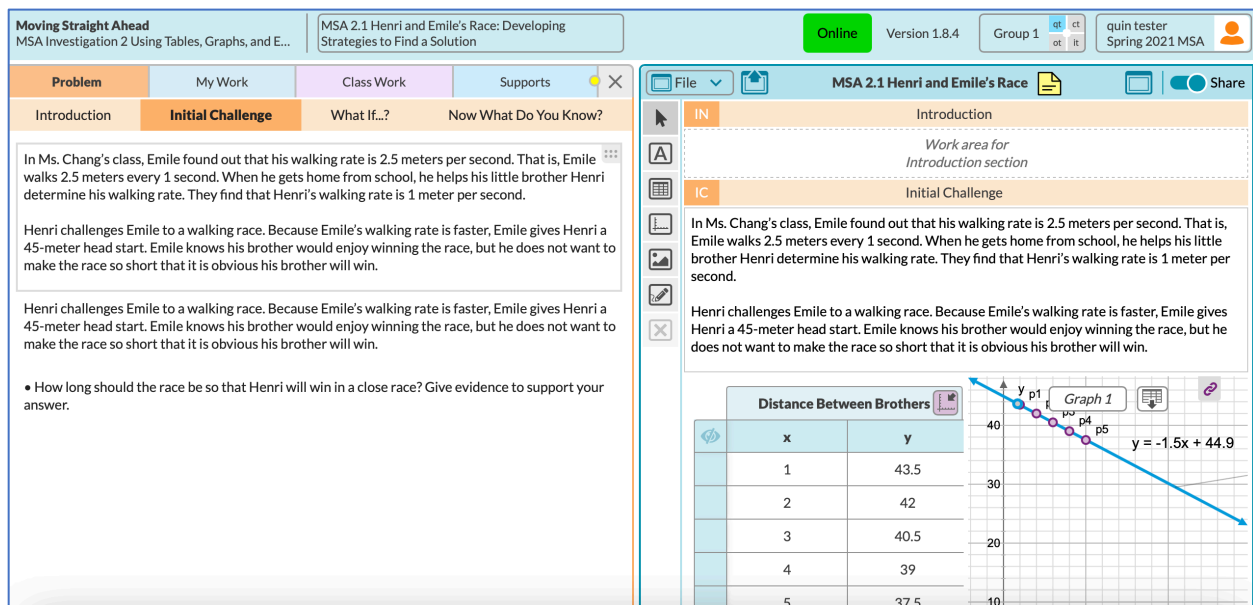 Moving Straight Ahead
MSA Investigation 2 Using Tables, Graphs, and E...
MSA 2.1 Henri and Emile's Race: Developing
Strategies to Find a Solution
Online
Version 1.8.4
Group 1
qt
ct
ot
it
quin tester
Spring 2021 MSA
Problem
My Work
Class Work
Supports
Introduction
Initial Challenge
What If...?
Now What Do You Know?
In Ms. Chang's class, Emile found out that his walking rate is 2.5 meters per second. That is, Emile
walks 2.5 meters every 1 second. When he gets home from school, he helps his little brother Henri
determine his walking rate. They find that Henri's walking rate is 1 meter per second.
Henri challenges Emile to a walking race. Because Emile's walking rate is faster, Emile gives Henri a
45-meter head start. Emile knows his brother would enjoy winning the race, but he does not want to
make the race so short that it is obvious his brother will win.
Henri challenges Emile to a walking race. Because Emile's walking rate is faster, Emile gives Henri a
45-meter head start. Emile knows his brother would enjoy winning the race, but he does not want to
make the race so short that it is obvious his brother will win.
• How long should the race be so that Henri will win in a close race? Give evidence to support your
answer.
File
MSA 2.1 Henri and Emile's Race
Share
A
IN
Introduction
Work area for
Introduction section
IC
Initial Challenge
In Ms. Chang's class, Emile found out that his walking rate is 2.5 meters per second. That is,
Emile walks 2.5 meters every 1 second. When he gets home from school, he helps his little
brother Henri determine his walking rate. They find that Henri's walking rate is 1 meter per
second.
Henri challenges Emile to a walking race. Because Emile's walking rate is faster, Emile gives
Henri a 45-meter head start. Emile knows his brother would enjoy winning the race, but he
does not want to make the race so short that it is obvious his brother will win.
Distance Between Brothers
x y
1 43.5
2 42
3 40.5
4 39
5 37.5
Graph 1
y
p1
p3
p4
p5
y = -1.5x + 44.9
40
30
20
10